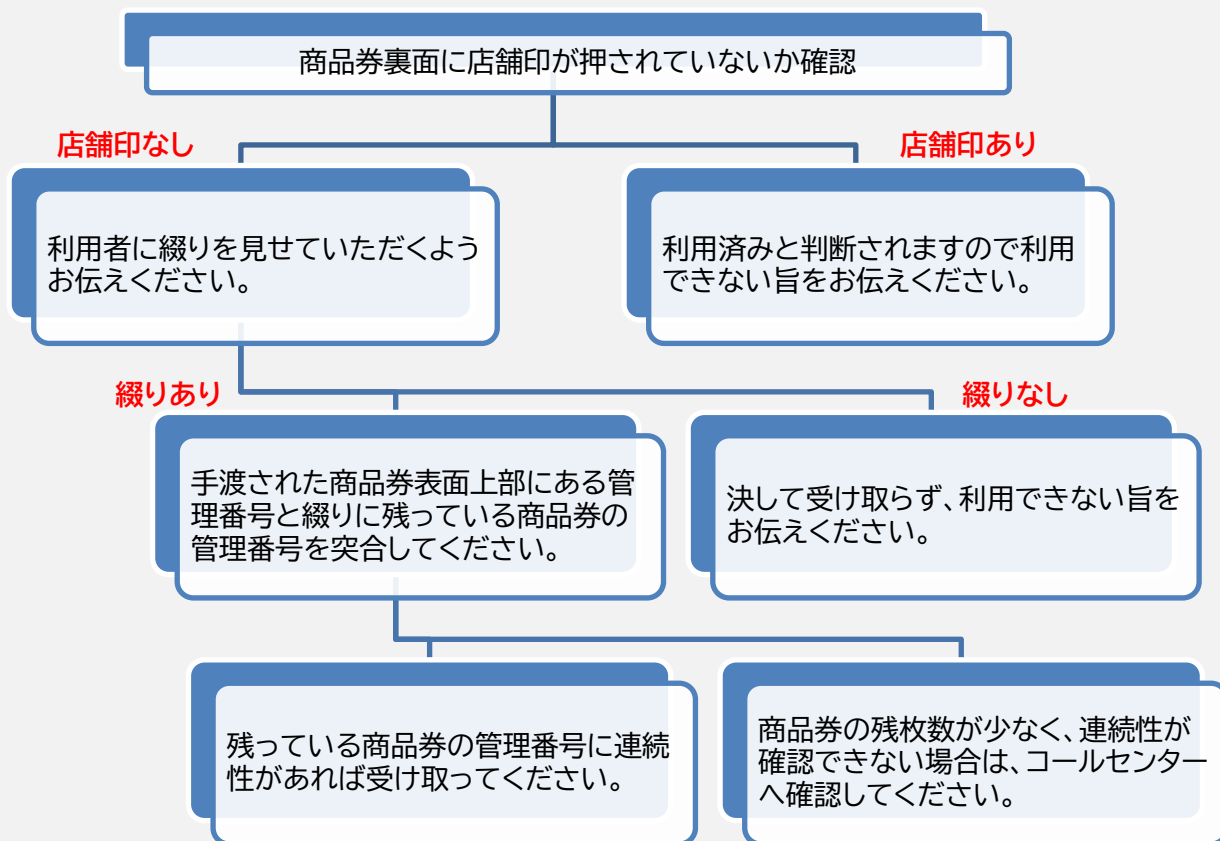 商品券裏面に店舗印が押されていないか確認
店舗印なし
店舗印あり
利用者に綴りを見せていただくよう
お伝えください。
利用済みと判断されますので利用
できない旨をお伝えください。
綴りあり
綴りなし
手渡された商品券表面上部にある管
理番号と綴りに残っている商品券の
管理番号を突合してください。
決して受け取らず、利用できない旨を
お伝えください。
残っている商品券の管理番号に連続
性があれば受け取ってください。
商品券の残枚数が少なく、連続性が
確認できない場合は、コールセンター
へ確認してください。